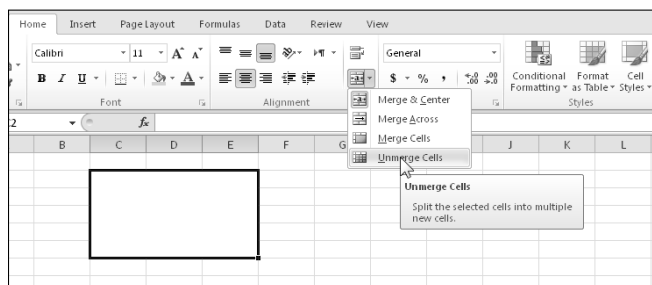 Home Insert Page Layout Formulas Data Review View
Calibri 11 A A General
B I U A $ % , .00 .0 Conditional Formatting Format as Table Cell Styles
Font Alignment Styles
Merge & Center
Merge Across
Merge Cells
Unmerge Cells
fx
B C D E F G J K L
Unmerge Cells
Split the selected cells into multiple
new cells.